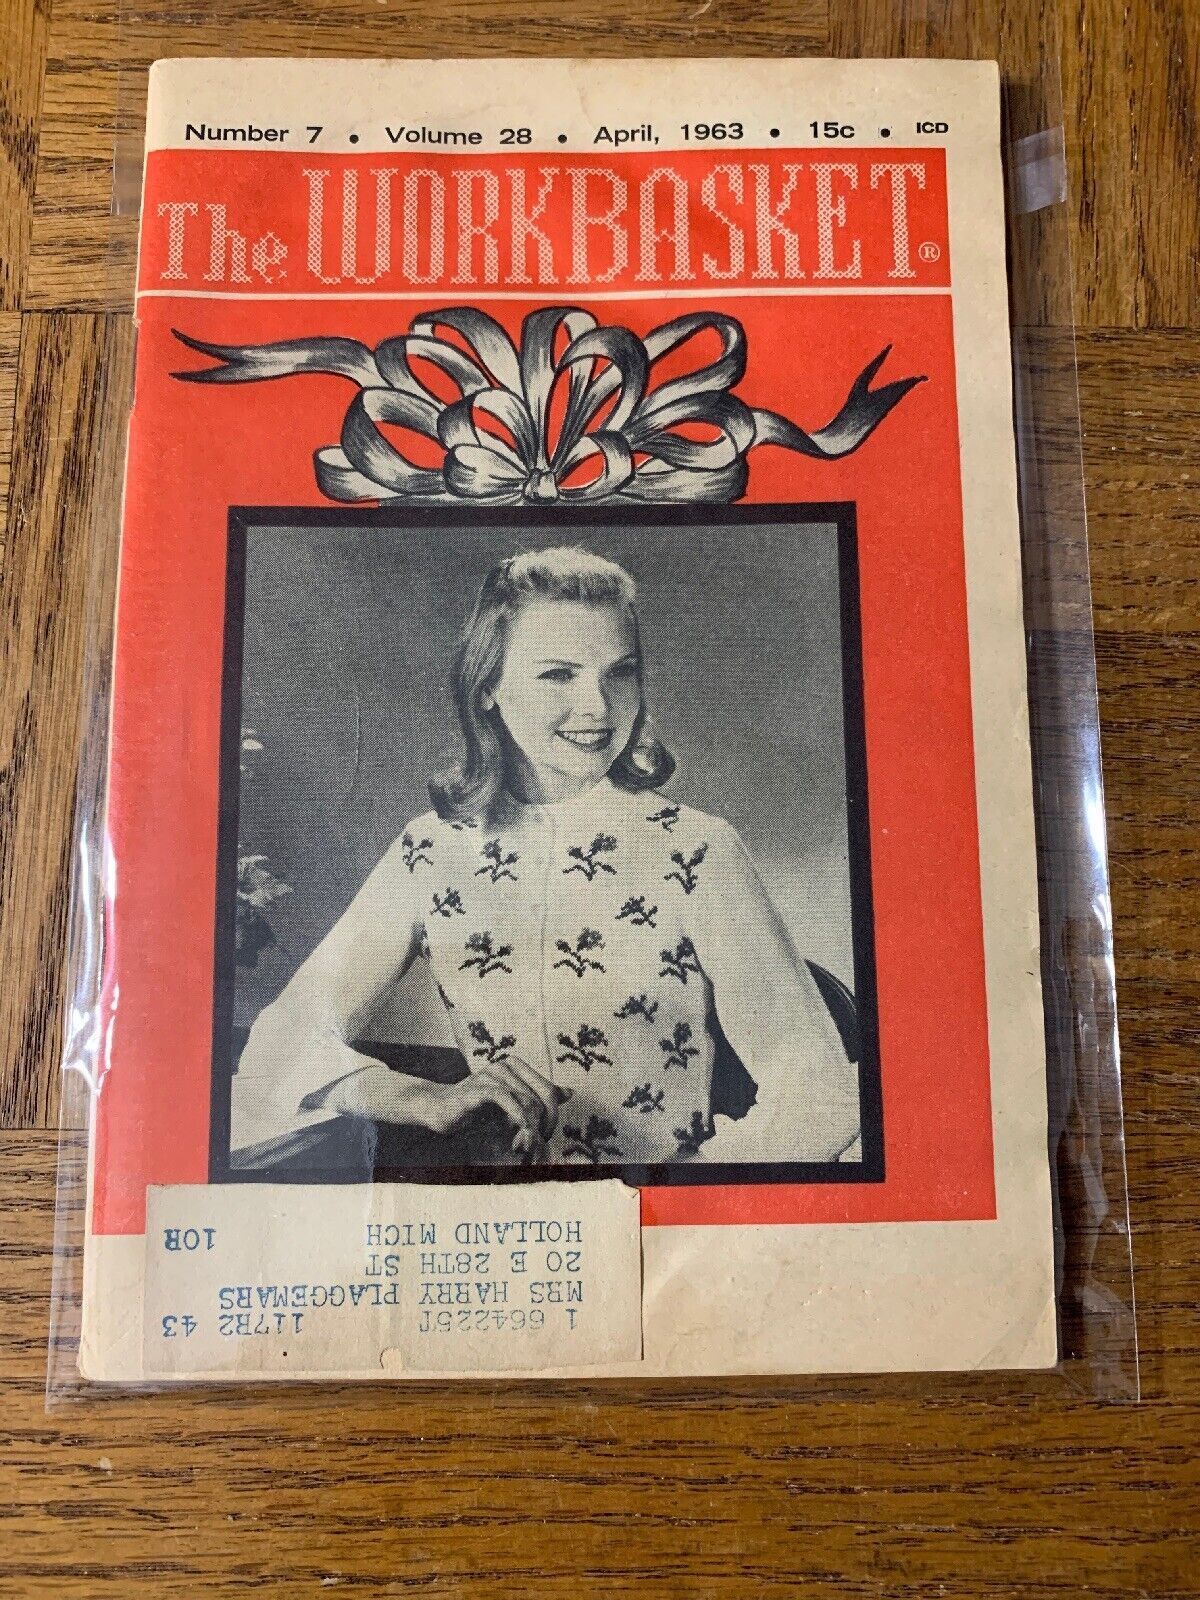 Number 7 • Volume 28 • April, 1963 • 15c • ICD
The WORKBASKET®
1 664225T 117R2 43
MRS HARRY PLAGGEMARS
20 E 28TH ST
HOLLAND MICH 10R